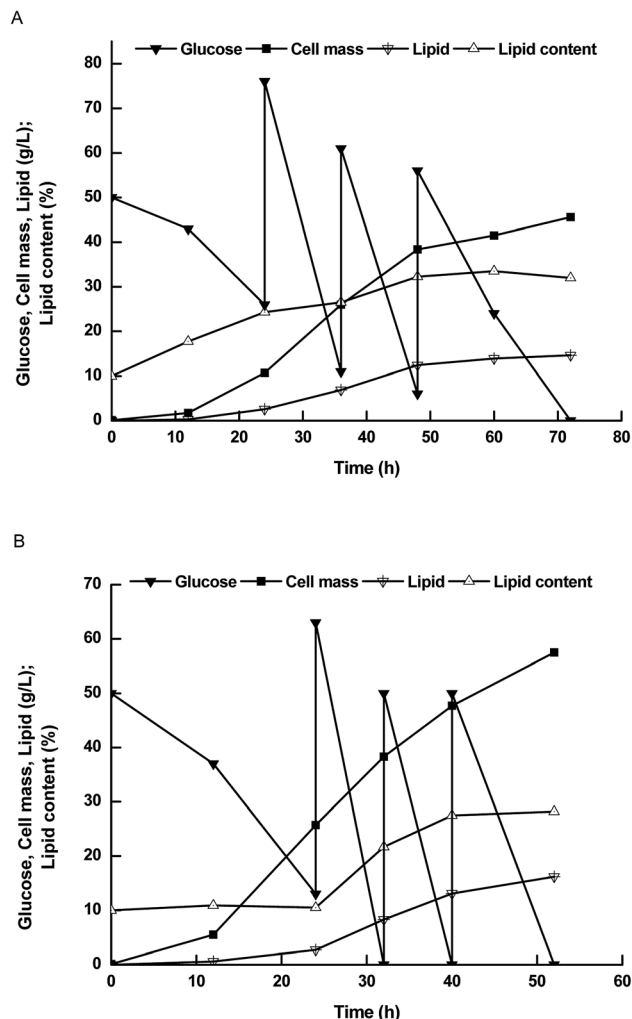 A
Glucose Cell mass Lipid Lipid content
80
70
60
50
40
30
20
10
0
Glucose, Cell mass, Lipid (g/L);
Lipid content (%)
0 10 20 30 40 50 60 70 80
Time (h)
B
Glucose Cell mass Lipid Lipid content
70
60
50
40
30
20
10
0
Glucose, Cell mass, Lipid (g/L);
Lipid content (%)
0 10 20 30 40 50 60
Time (h)